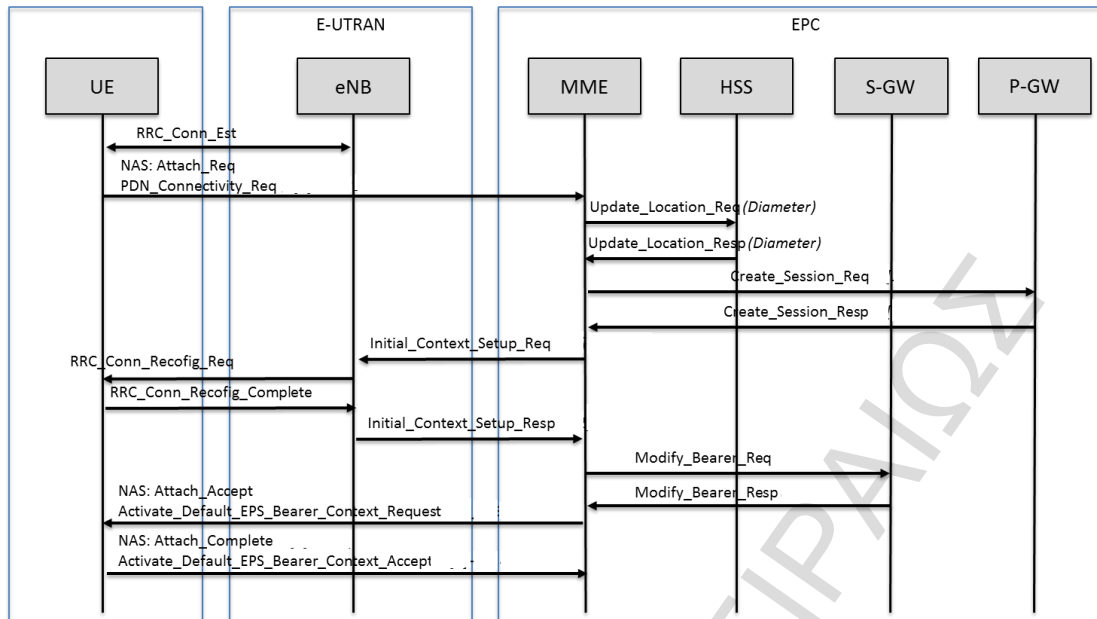 E-UTRAN
EPC
UE
eNB
MME
HSS
S-GW
P-GW
RRC_Conn_Est
NAS: Attach_Req
PDN_Connectivity_Req
Update_Location_Req(Diameter)
Update_Location_Resp(Diameter)
Create_Session_Req
Create_Session_Resp
Initial_Context_Setup_Req
RRC_Conn_Recofig_Req
RRC_Conn_Recofig_Complete
Initial_Context_Setup_Resp
Modify_Bearer_Req
Modify_Bearer_Resp
NAS: Attach_Accept
Activate_Default_EPS_Bearer_Context_Request
NAS: Attach_Complete
Activate_Default_EPS_Bearer_Context_Accept